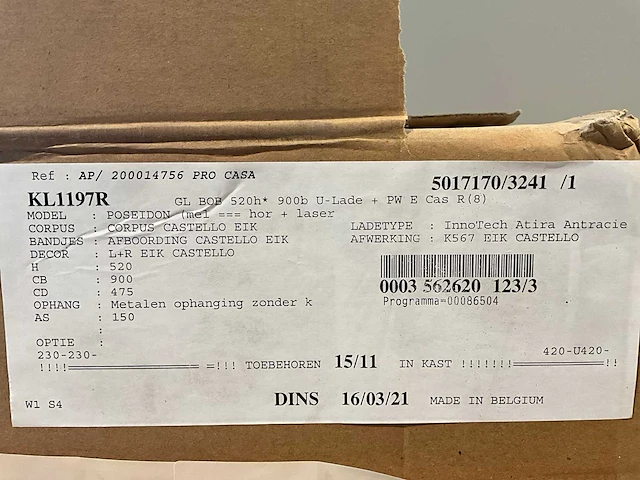 Ref : AP/ 200014756 PRO CASA
5017170/3241 /1
KL1197R GL BOB 520h* 900b U-Lade + PW E Cas R(8)
MODEL : POSEIDON (mel === hor + laser
CORPUS : CORPUS CASTELLO EIK LADETYPE : InnoTech Atira Antracie
BANDJES : AFBOORDING CASTELLO EIK AFWERKING : K567 EIK CASTELLO
DECOR : L+R EIK CASTELLO
H : 520
CB : 900
CD : 475
0003 562620 123/3
OPHANG : Metalen ophanging zonder k
Programma=00086504
AS : 150
:
OPTIE :
230-230- 420-U420-
!!!!=================== =!!! TOEBEHOREN 15/11 IN KAST !!!!!!!===========!!
W1 S4 DINS 16/03/21 MADE IN BELGIUM